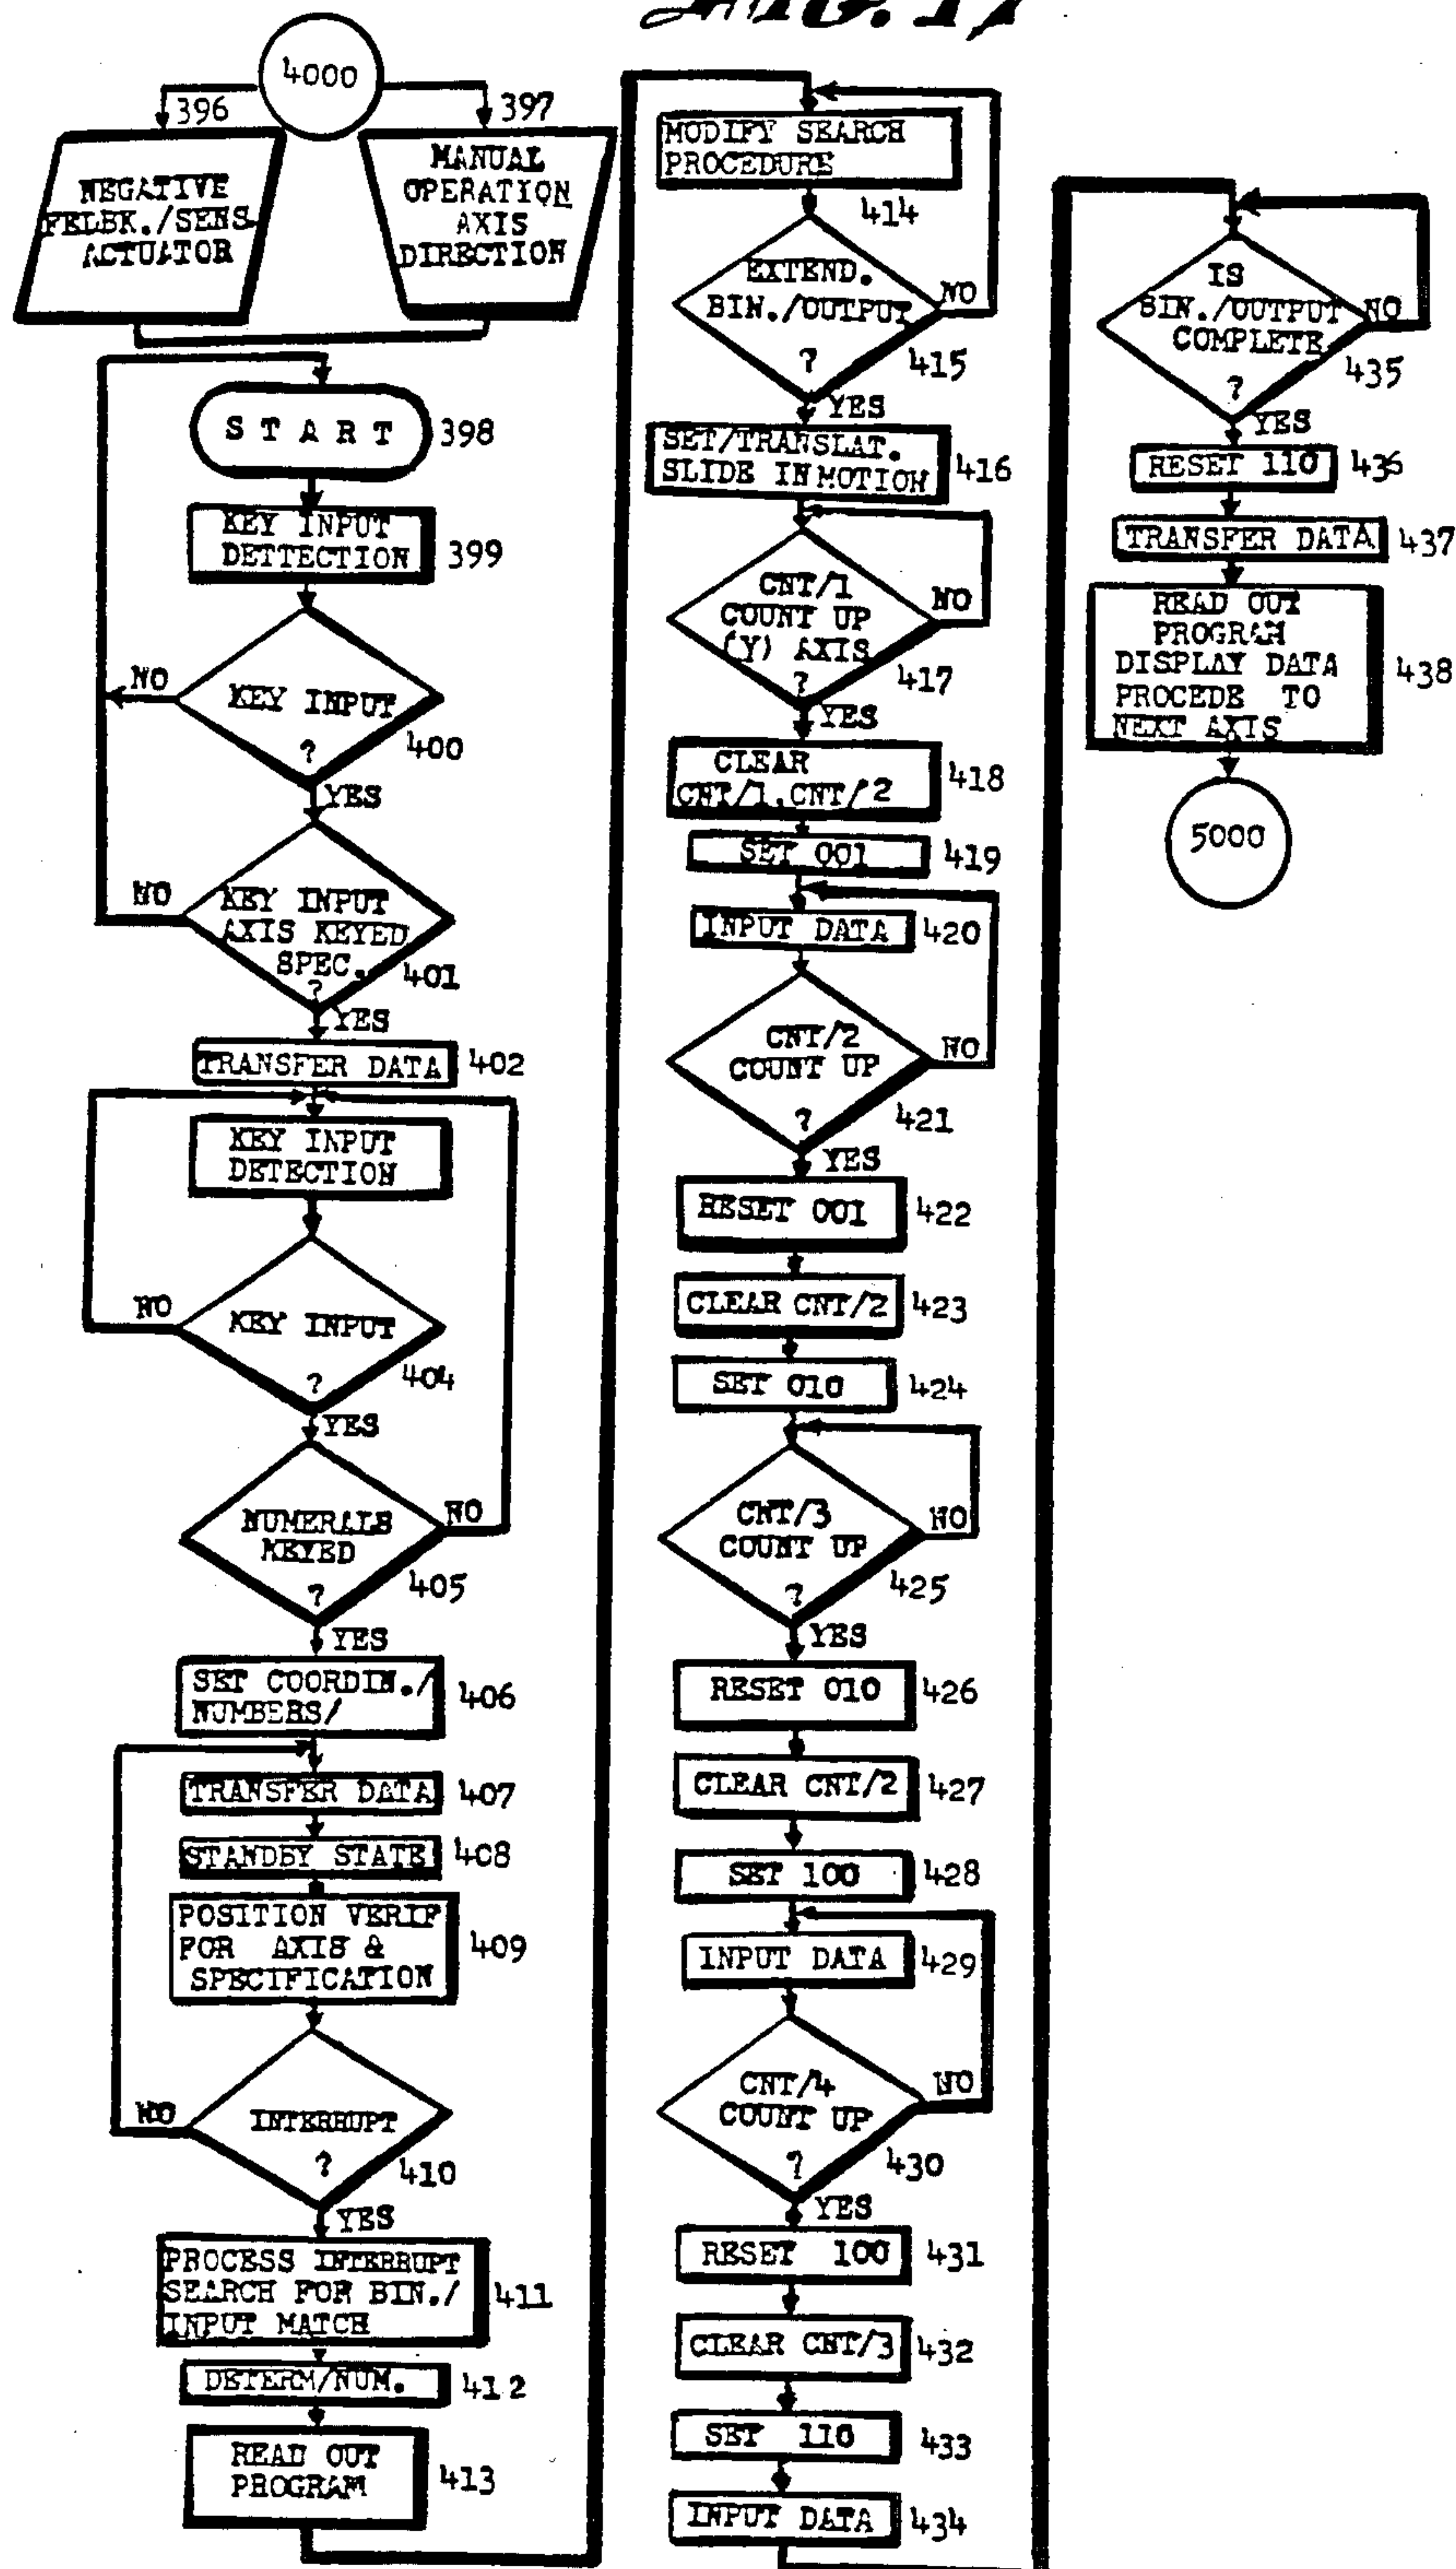 FIG. 17
4000
396
397
NEGATIVE
FELBK./SENS.
ACTUATOR
MANUAL
OPERATION
AXIS
DIRECTION
START
398
KEY INPUT
DETTECTION
399
NO
KEY INPUT
?
400
YES
NO
KEY INPUT
AXIS KEYED
SPEC.
?
401
YES
TRANSFER DATA
402
KEY INPUT
DETECTION
NO
KEY INPUT
?
404
YES
NUMERALS
KEYED
?
NO
405
YES
SET COORDIN./
NUMBERS/
406
TRANSFER DATA
407
STANDBY STATE
408
POSITION VERIF
FOR AXIS &
SPECIFICATION
409
NO
INTERRUPT
?
410
YES
PROCESS INTERRUPT
SEARCH FOR BIN./
INPUT MATCH
411
DETERM/NUM.
412
READ OUT
PROGRAM
413
MODIFY SEARCH
PROCEDURE
414
EXTEND.
BIN./OUTPUT
?
NO
415
YES
SET/TRANSLAT.
SLIDE IN MOTION
416
CNT/1
COUNT UP
(Y) AXIS
?
NO
417
YES
CLEAR
CNT/1.CNT/2
418
SET 001
419
INPUT DATA
420
CNT/2
COUNT UP
?
NO
421
YES
RESET 001
422
CLEAR CNT/2
423
SET 010
424
CNT/3
COUNT UP
?
NO
425
YES
RESET 010
426
CLEAR CNT/2
427
SET 100
428
INPUT DATA
429
CNT/4
COUNT UP
?
NO
430
YES
RESET 100
431
CLEAR CNT/3
432
SET 110
433
INPUT DATA
434
IS
BIN./OUTPUT
COMPLETE
?
NO
435
YES
RESET 110
436
TRANSFER DATA
437
READ OUT
PROGRAM
DISPLAY DATA
PROCEDE TO
NEXT AXIS
438
5000